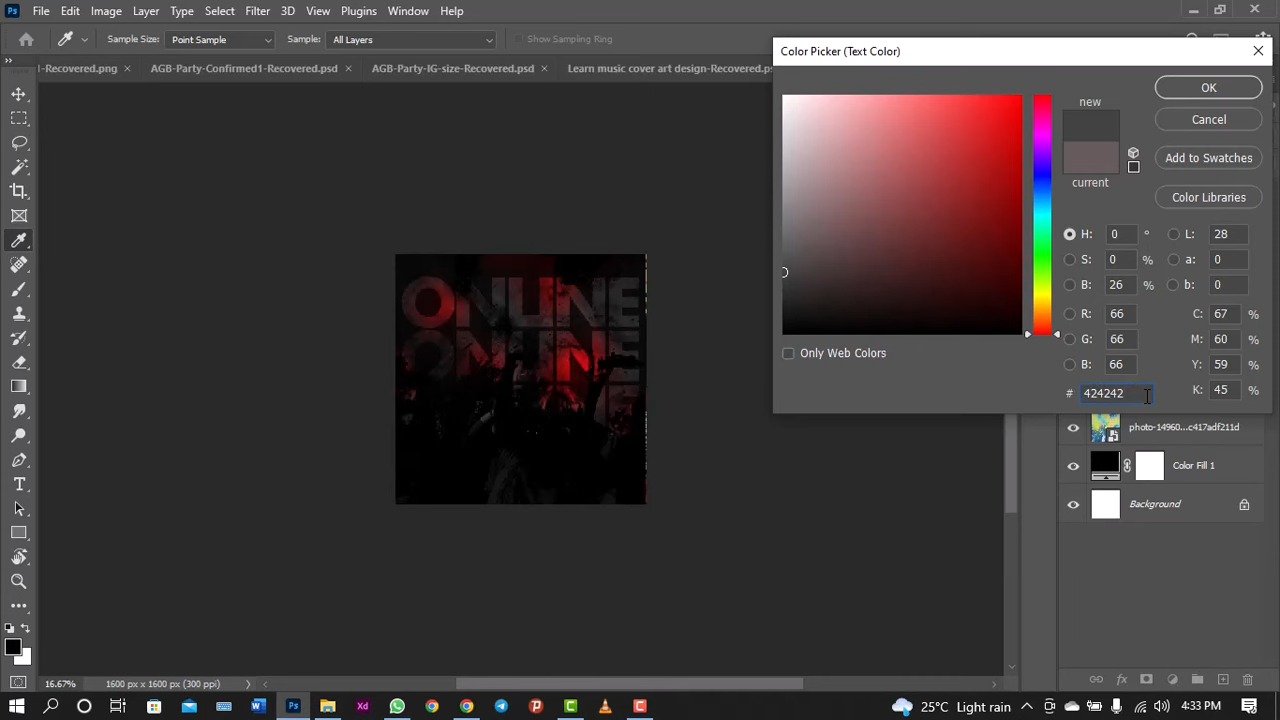 Ps File Edit Image Layer Type Select Filter 3D View Plugins Window Help
Sample Size: Point Sample Sample: All Layers Show Sampling Ring
l-Recovered.png × AGB-Party-Confirmed1-Recovered.psd × AGB-Party-IG-size-Recovered.psd × Learn music cover art design-Recovered.ps
Color Picker (Text Color)
new
current
OK
Cancel
Add to Swatches
Color Libraries
H: 0 ° L: 28
S: 0 % a: 0
B: 26 % b: 0
R: 66 C: 67 %
G: 66 M: 60 %
B: 66 Y: 59 %
# 424242 K: 45 %
Only Web Colors
ONLINE
ONLINE
photo-14960...c417adf211d
Color Fill 1
Background
16.67% 1600 px x 1600 px (300 ppi)
25°C Light rain 4:33 PM